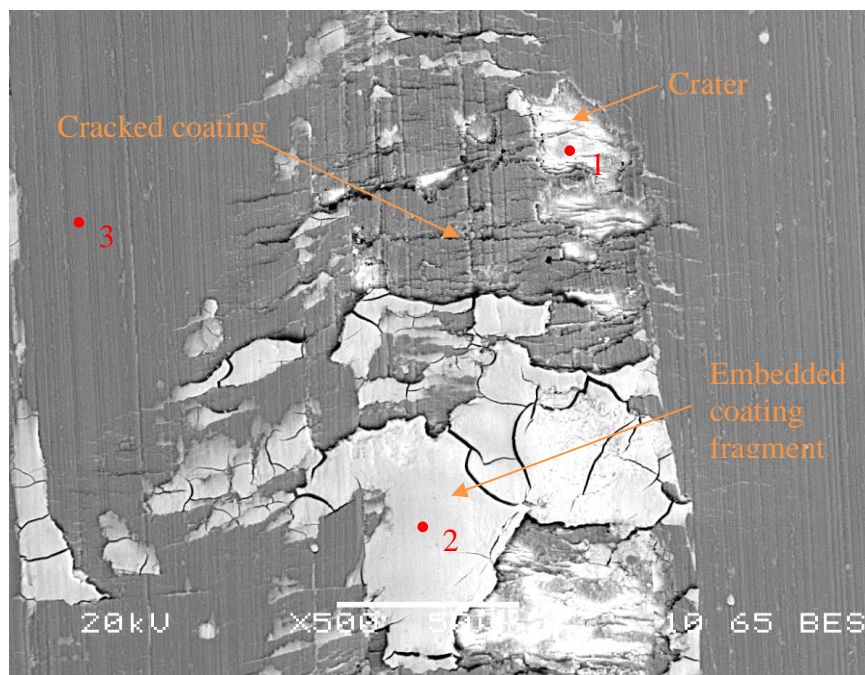 Crater
Cracked coating
1
3
Embedded
coating
fragment
2
20kV X500 10 65 BES